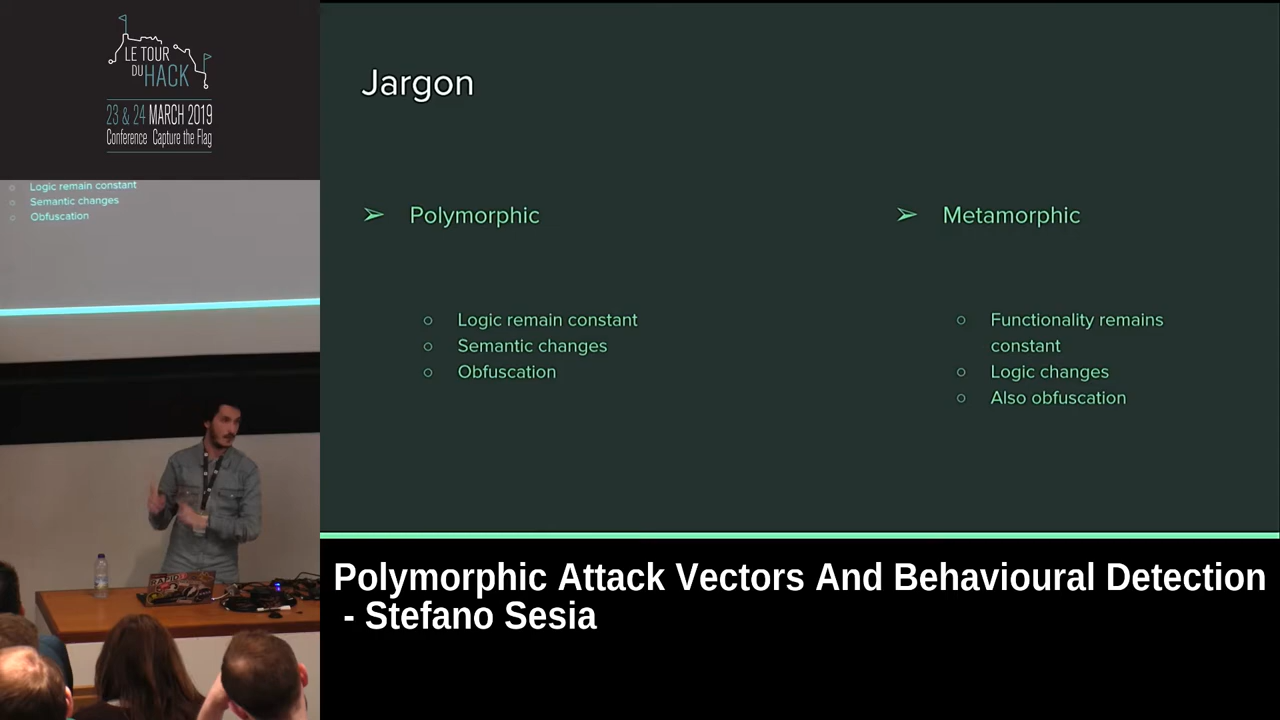 LE TOUR
DU HACK
23 & 24 MARCH 2019
Conference Capture the Flag
Logic remain constant
Semantic changes
Obfuscation
Jargon
➢ Polymorphic
○ Logic remain constant
○ Semantic changes
○ Obfuscation
➢ Metamorphic
○ Functionality remains
constant
○ Logic changes
○ Also obfuscation
Polymorphic Attack Vectors And Behavioural Detection
- Stefano Sesia